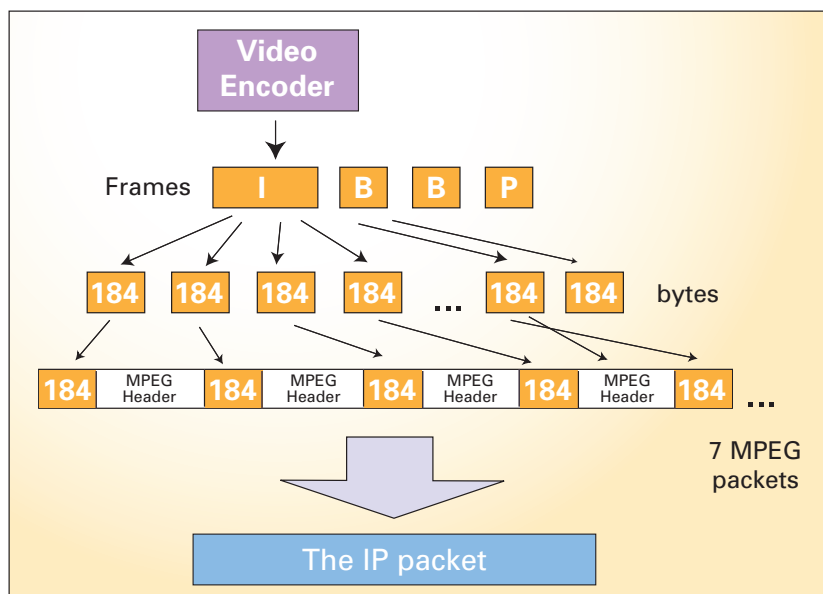 Video
Encoder
Frames I B B P
184 184 184 184 ... 184 184 bytes
184 MPEG Header 184 MPEG Header 184 MPEG Header 184 MPEG Header 184 ...
7 MPEG
packets
The IP packet